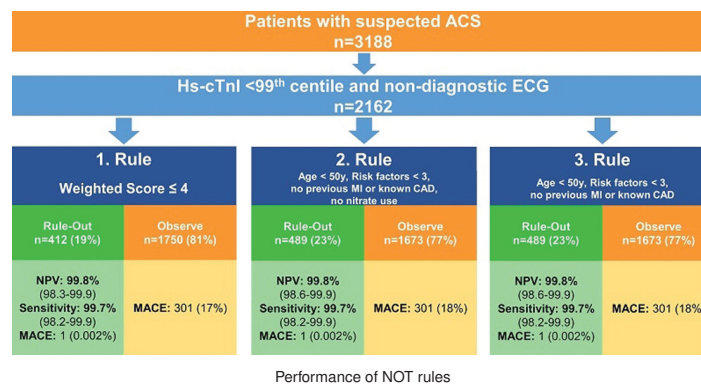 Patients with suspected ACS
n=3188
Hs-cTnI <99th centile and non-diagnostic ECG
n=2162
1. Rule
Weighted Score ≤ 4
Rule-Out
n=412 (19%)
Observe
n=1750 (81%)
NPV: 99.8%
(98.3-99.9)
Sensitivity: 99.7%
(98.2-99.9)
MACE: 1 (0.002%)
MACE: 301 (17%)
2. Rule
Age < 50y, Risk factors < 3,
no previous MI or known CAD,
no nitrate use
Rule-Out
n=489 (23%)
Observe
n=1673 (77%)
NPV: 99.8%
(98.6-99.9)
Sensitivity: 99.7%
(98.2-99.9)
MACE: 1 (0.002%)
MACE: 301 (18%)
3. Rule
Age < 50y, Risk factors < 3,
no previous MI or known CAD
Rule-Out
n=489 (23%)
Observe
n=1673 (77%)
NPV: 99.8%
(98.6-99.9)
Sensitivity: 99.7%
(98.2-99.9)
MACE: 1 (0.002%)
MACE: 301 (18%
Performance of NOT rules